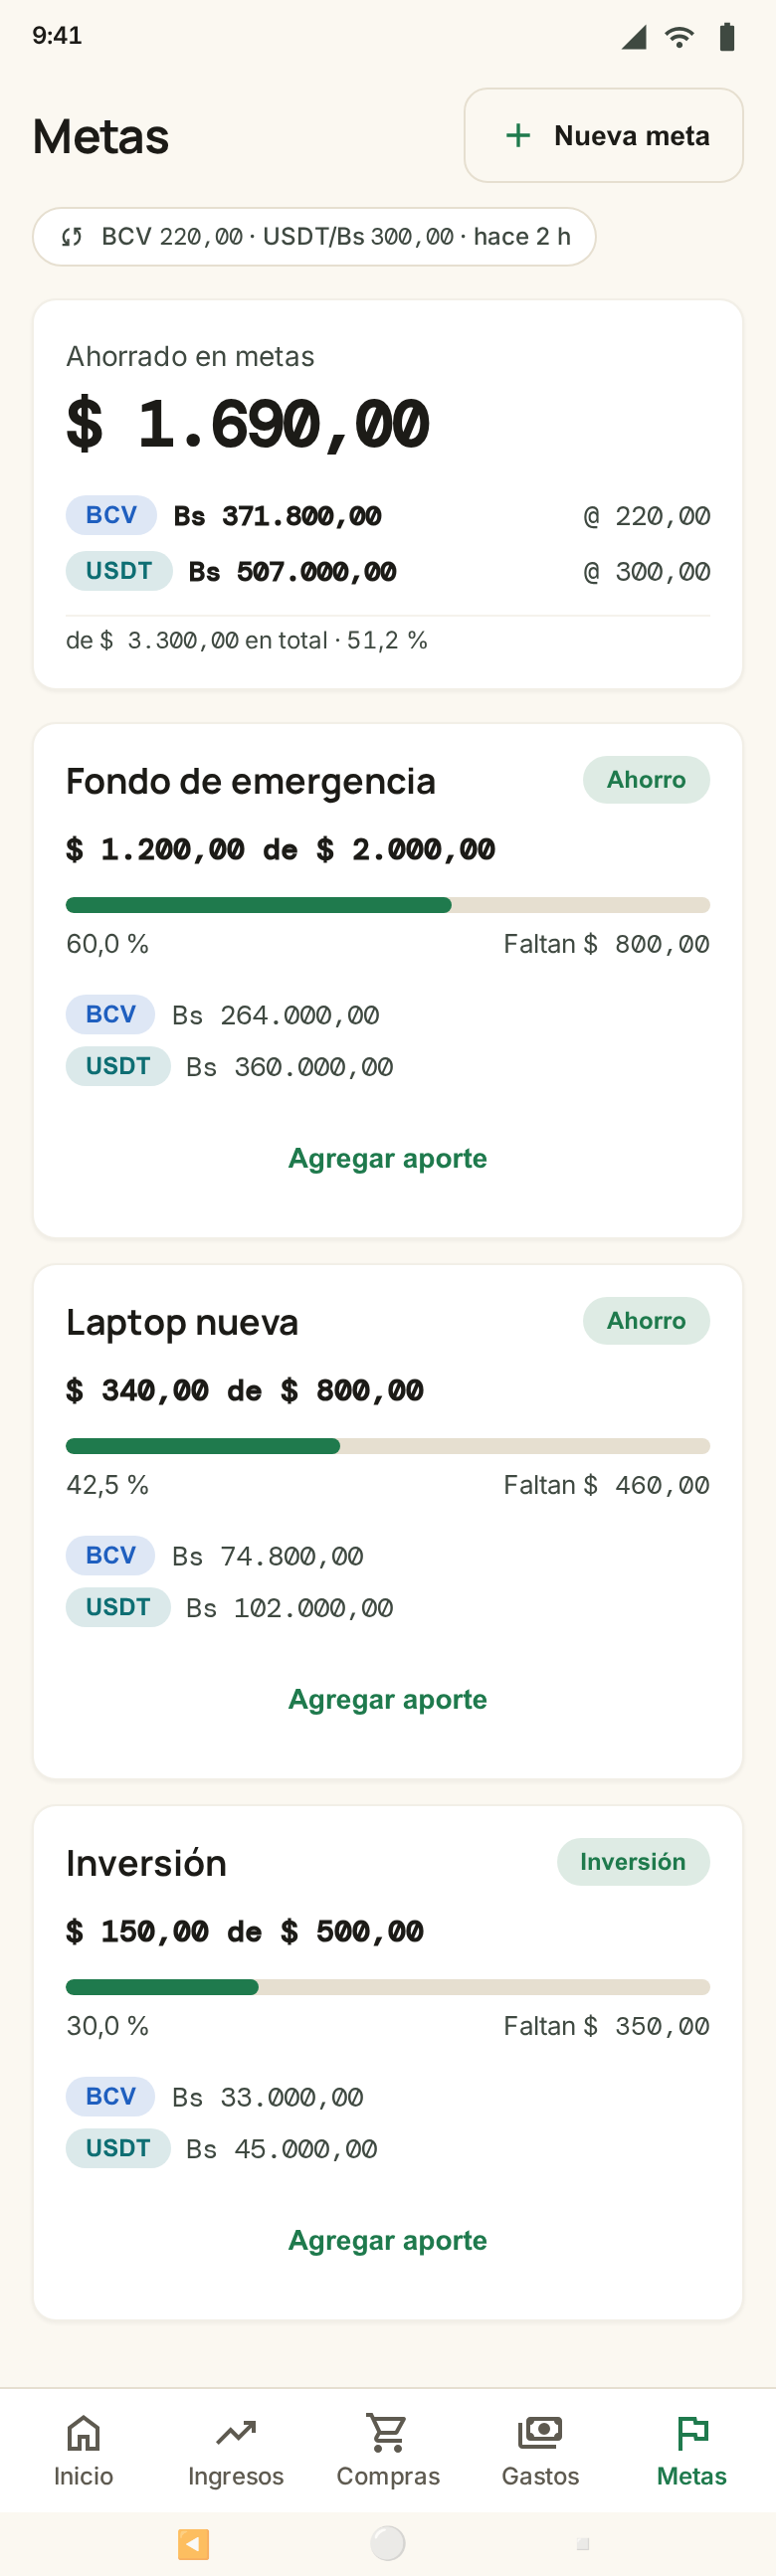 9:41
Metas
Nueva meta
BCV 220,00 · USDT/Bs 300,00 · hace 2 h
Ahorrado en metas
$ 1.690,00
BCV Bs 371.800,00 @ 220,00
USDT Bs 507.000,00 @ 300,00
de $ 3.300,00 en total · 51,2 %
Fondo de emergencia Ahorro
$ 1.200,00 de $ 2.000,00
60,0 % Faltan $ 800,00
BCV Bs 264.000,00
USDT Bs 360.000,00
Agregar aporte
Laptop nueva Ahorro
$ 340,00 de $ 800,00
42,5 % Faltan $ 460,00
BCV Bs 74.800,00
USDT Bs 102.000,00
Agregar aporte
Inversión Inversión
$ 150,00 de $ 500,00
30,0 % Faltan $ 350,00
BCV Bs 33.000,00
USDT Bs 45.000,00
Agregar aporte
Inicio Ingresos Compras Gastos Metas